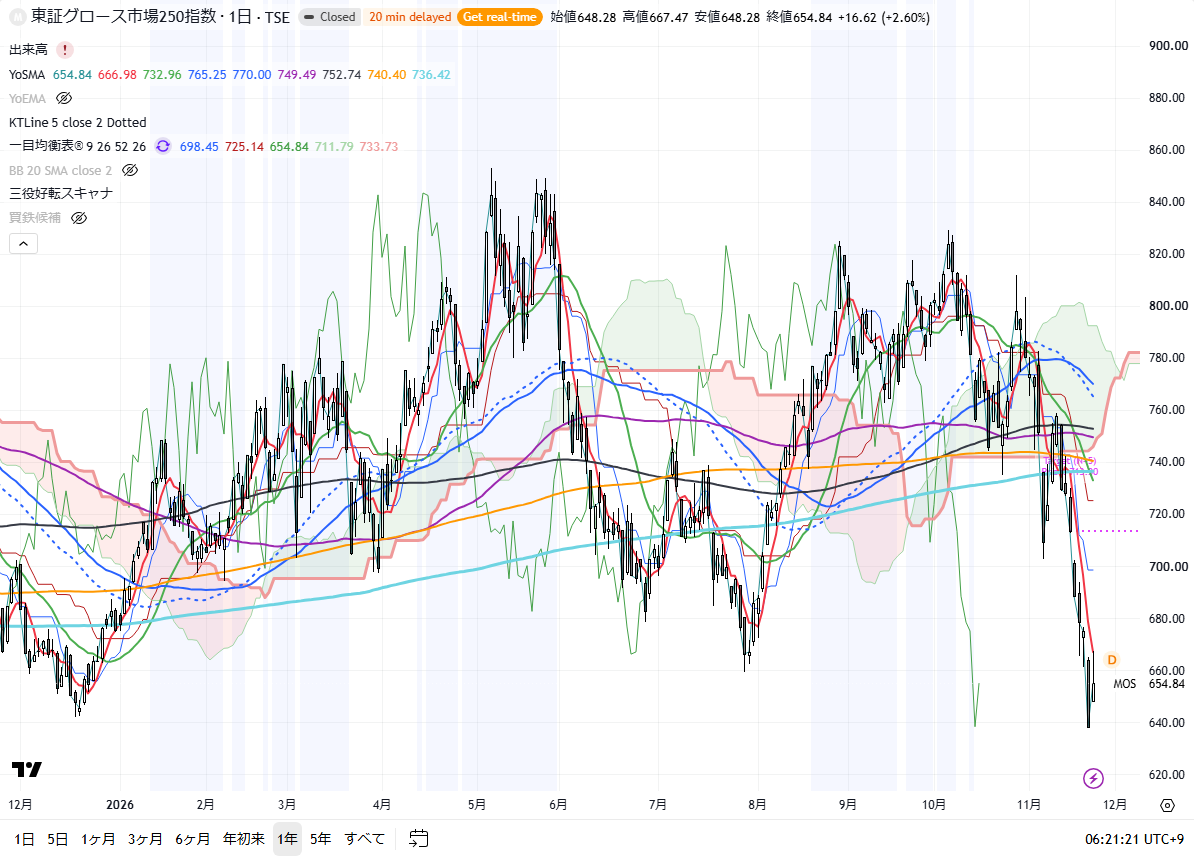 M 東証グロース市場250指数 · 1日 · TSE Closed 20 min delayed Get real-time 始値648.28 高値667.47 安値648.28 終値654.84 +16.62 (+2.60%)
出来高 !
YoSMA 654.84 666.98 732.96 765.25 770.00 749.49 752.74 740.40 736.42
YoEMA
KTLine 5 close 2 Dotted
一目均衡表® 9 26 52 26 698.45 725.14 654.84 711.79 733.73
BB 20 SMA close 2
三役好転スキャナ
買鉄候補
900.00
880.00
860.00
840.00
820.00
800.00
780.00
760.00
740.00
720.00
700.00
680.00
660.00
D
MOS 654.84
640.00
620.00
12月 2026 2月 3月 4月 5月 6月 7月 8月 9月 10月 11月 12月
1日 5日 1ヶ月 3ヶ月 6ヶ月 年初来 1年 5年 すべて 06:21:21 UTC+9